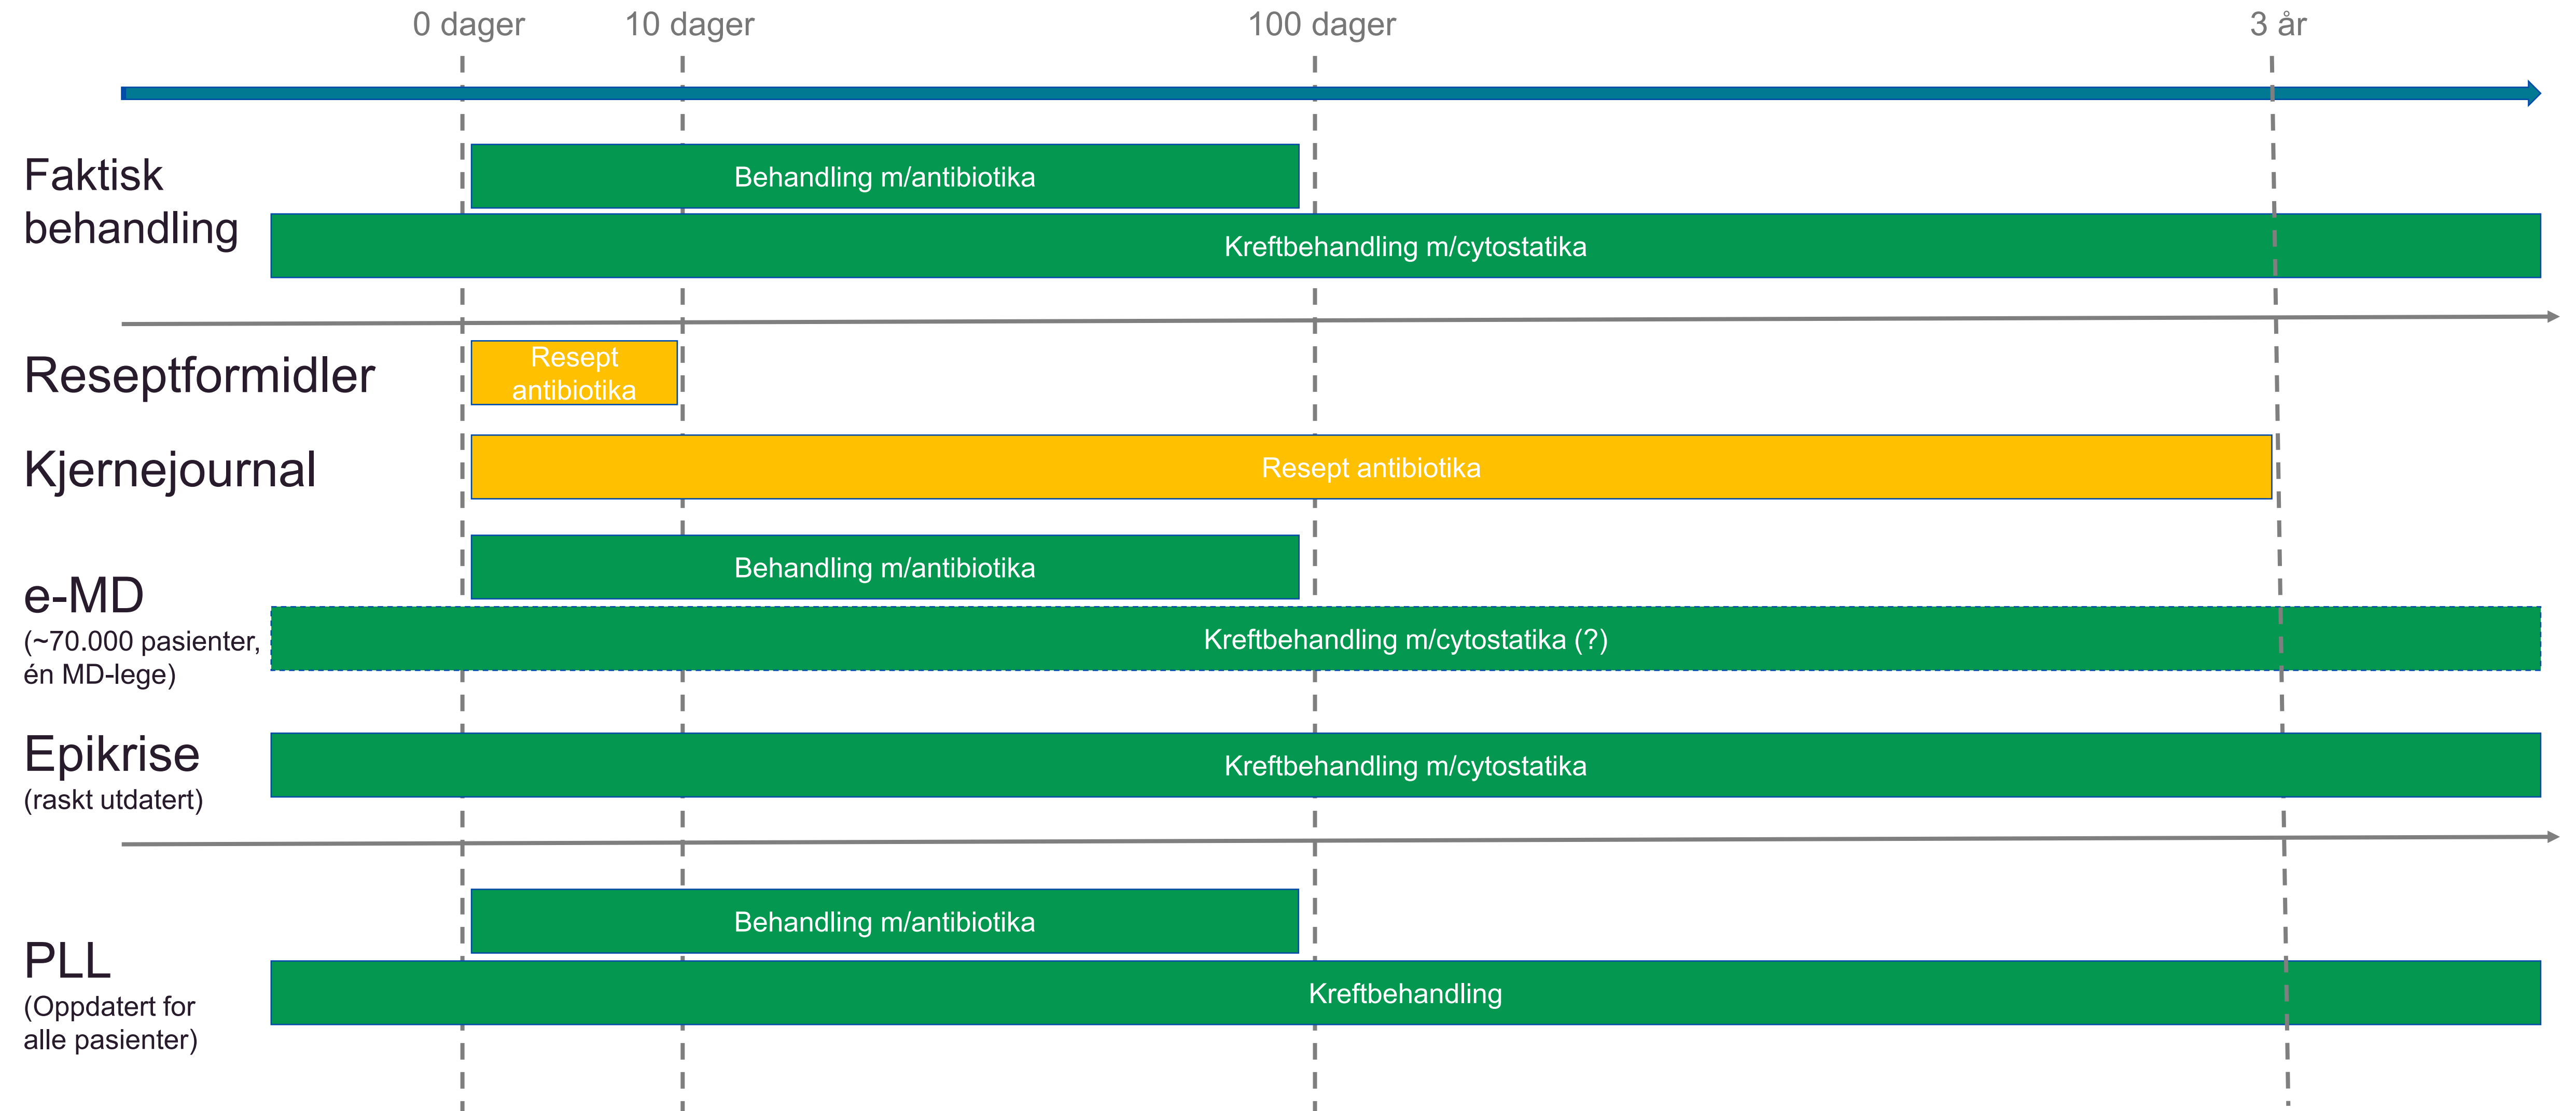 0 dager
10 dager
100 dager
3 år
Faktisk
behandling
Behandling m/antibiotika
Kreftbehandling m/cytostatika
Reseptformidler
Resept
antibiotika
Kjernejournal
Resept antibiotika
e-MD
(~70.000 pasienter,
én MD-lege)
Behandling m/antibiotika
Kreftbehandling m/cytostatika (?)
Epikrise
(raskt utdatert)
Kreftbehandling m/cytostatika
PLL
(Oppdatert for
alle pasienter)
Behandling m/antibiotika
Kreftbehandling